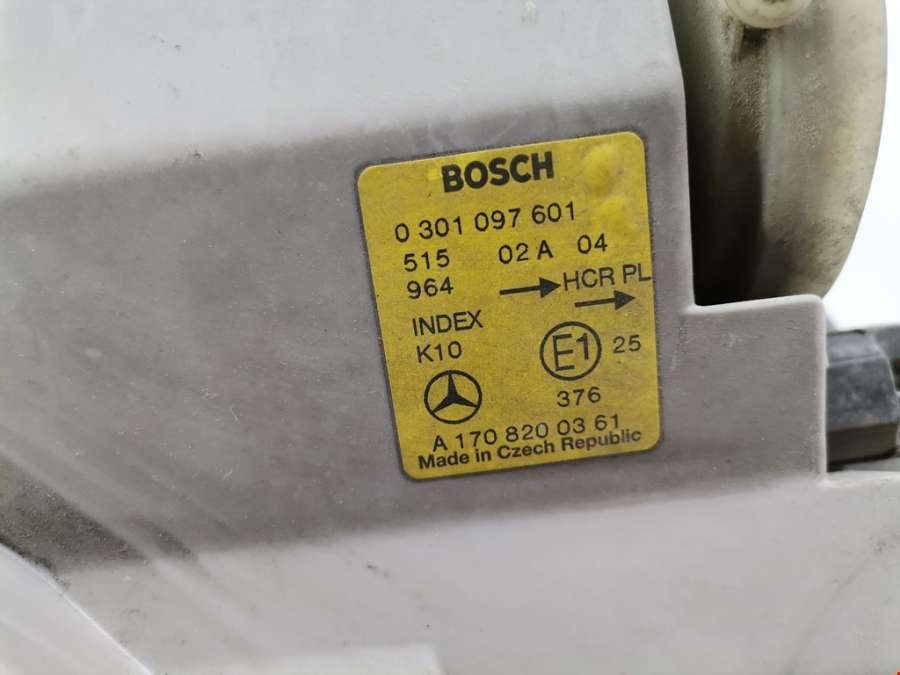 BOSCH
0 301 097 601
515 02 A 04
964 → HCR PL
→
INDEX
K10 E1 25
376
A 170 820 03 61
Made in Czech Republic